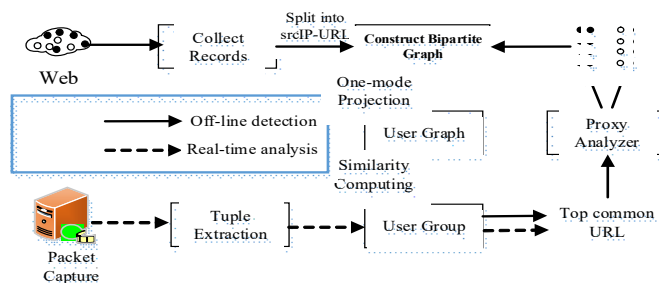 Split into
srcIP-URL
Collect
Records
Construct Bipartite
Graph
Web
One-mode
Projection
Off-line detection
User Graph
Proxy
Analyzer
Real-time analysis
Similarity
Computing
Tuple
Extraction
User Group
Top common
URL
Packet
Capture